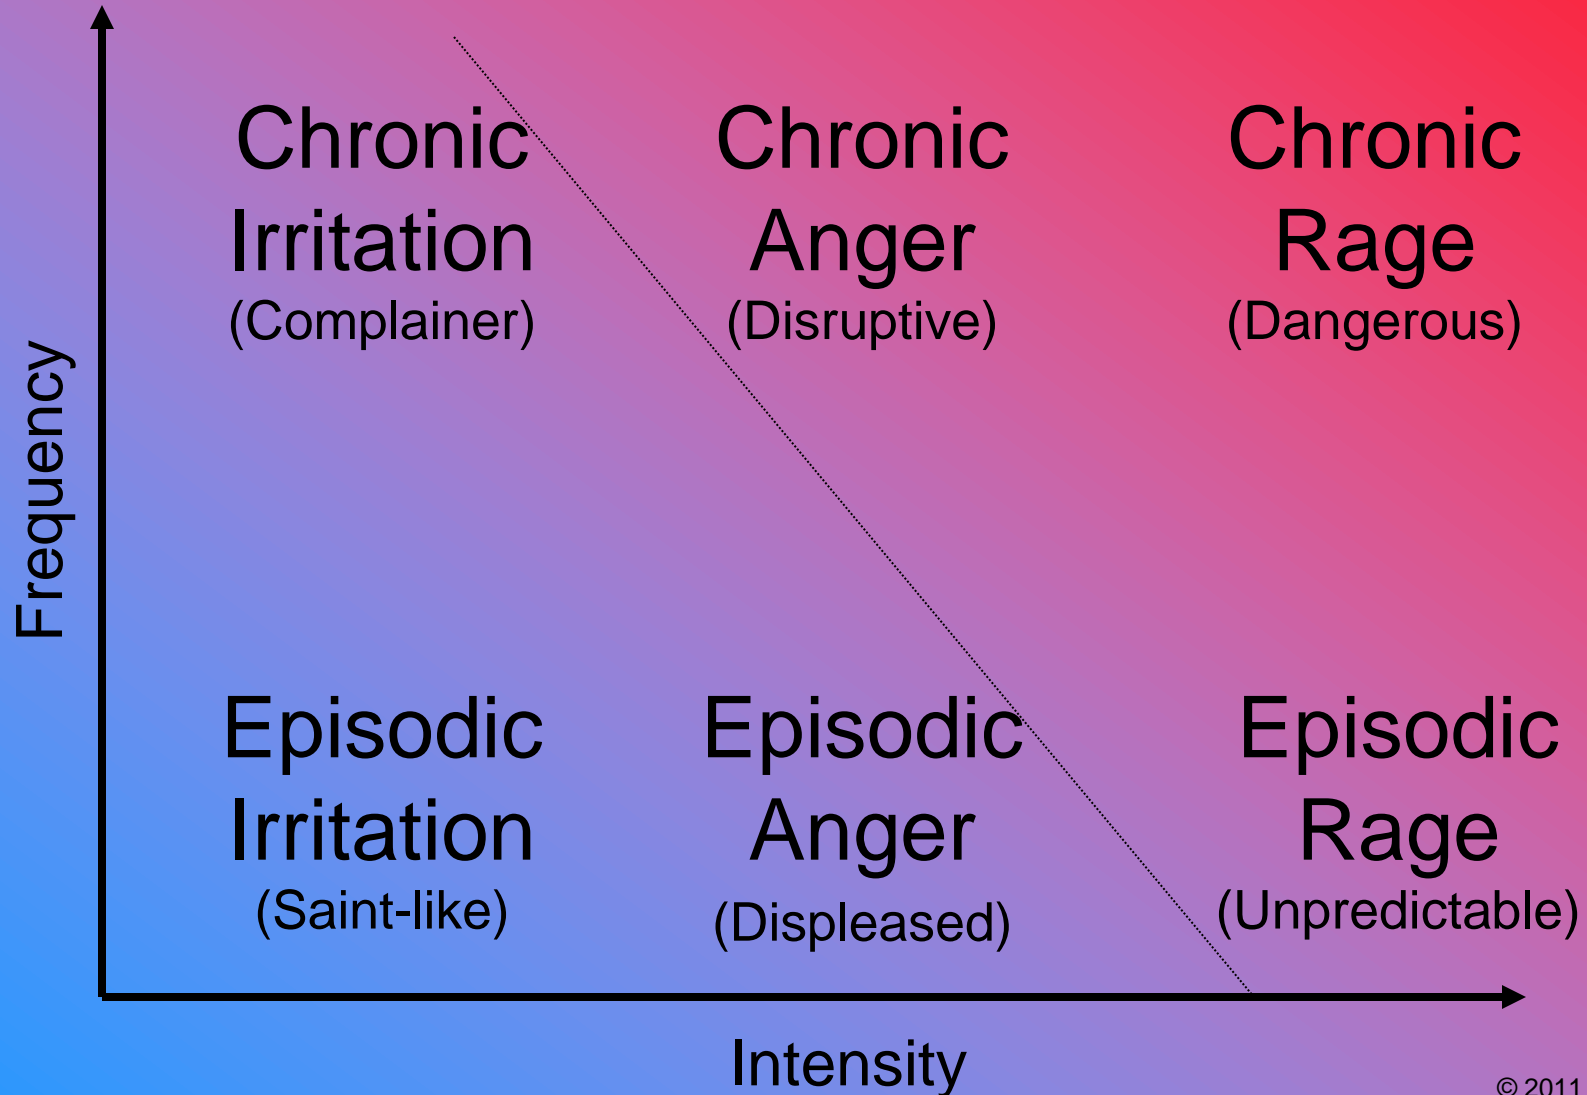 Frequency
Chronic
Irritation
(Complainer)
Chronic
Anger
(Disruptive)
Chronic
Rage
(Dangerous)
Episodic
Irritation
(Saint-like)
Episodic
Anger
(Displeased)
Episodic
Rage
(Unpredictable)
Intensity
© 2011